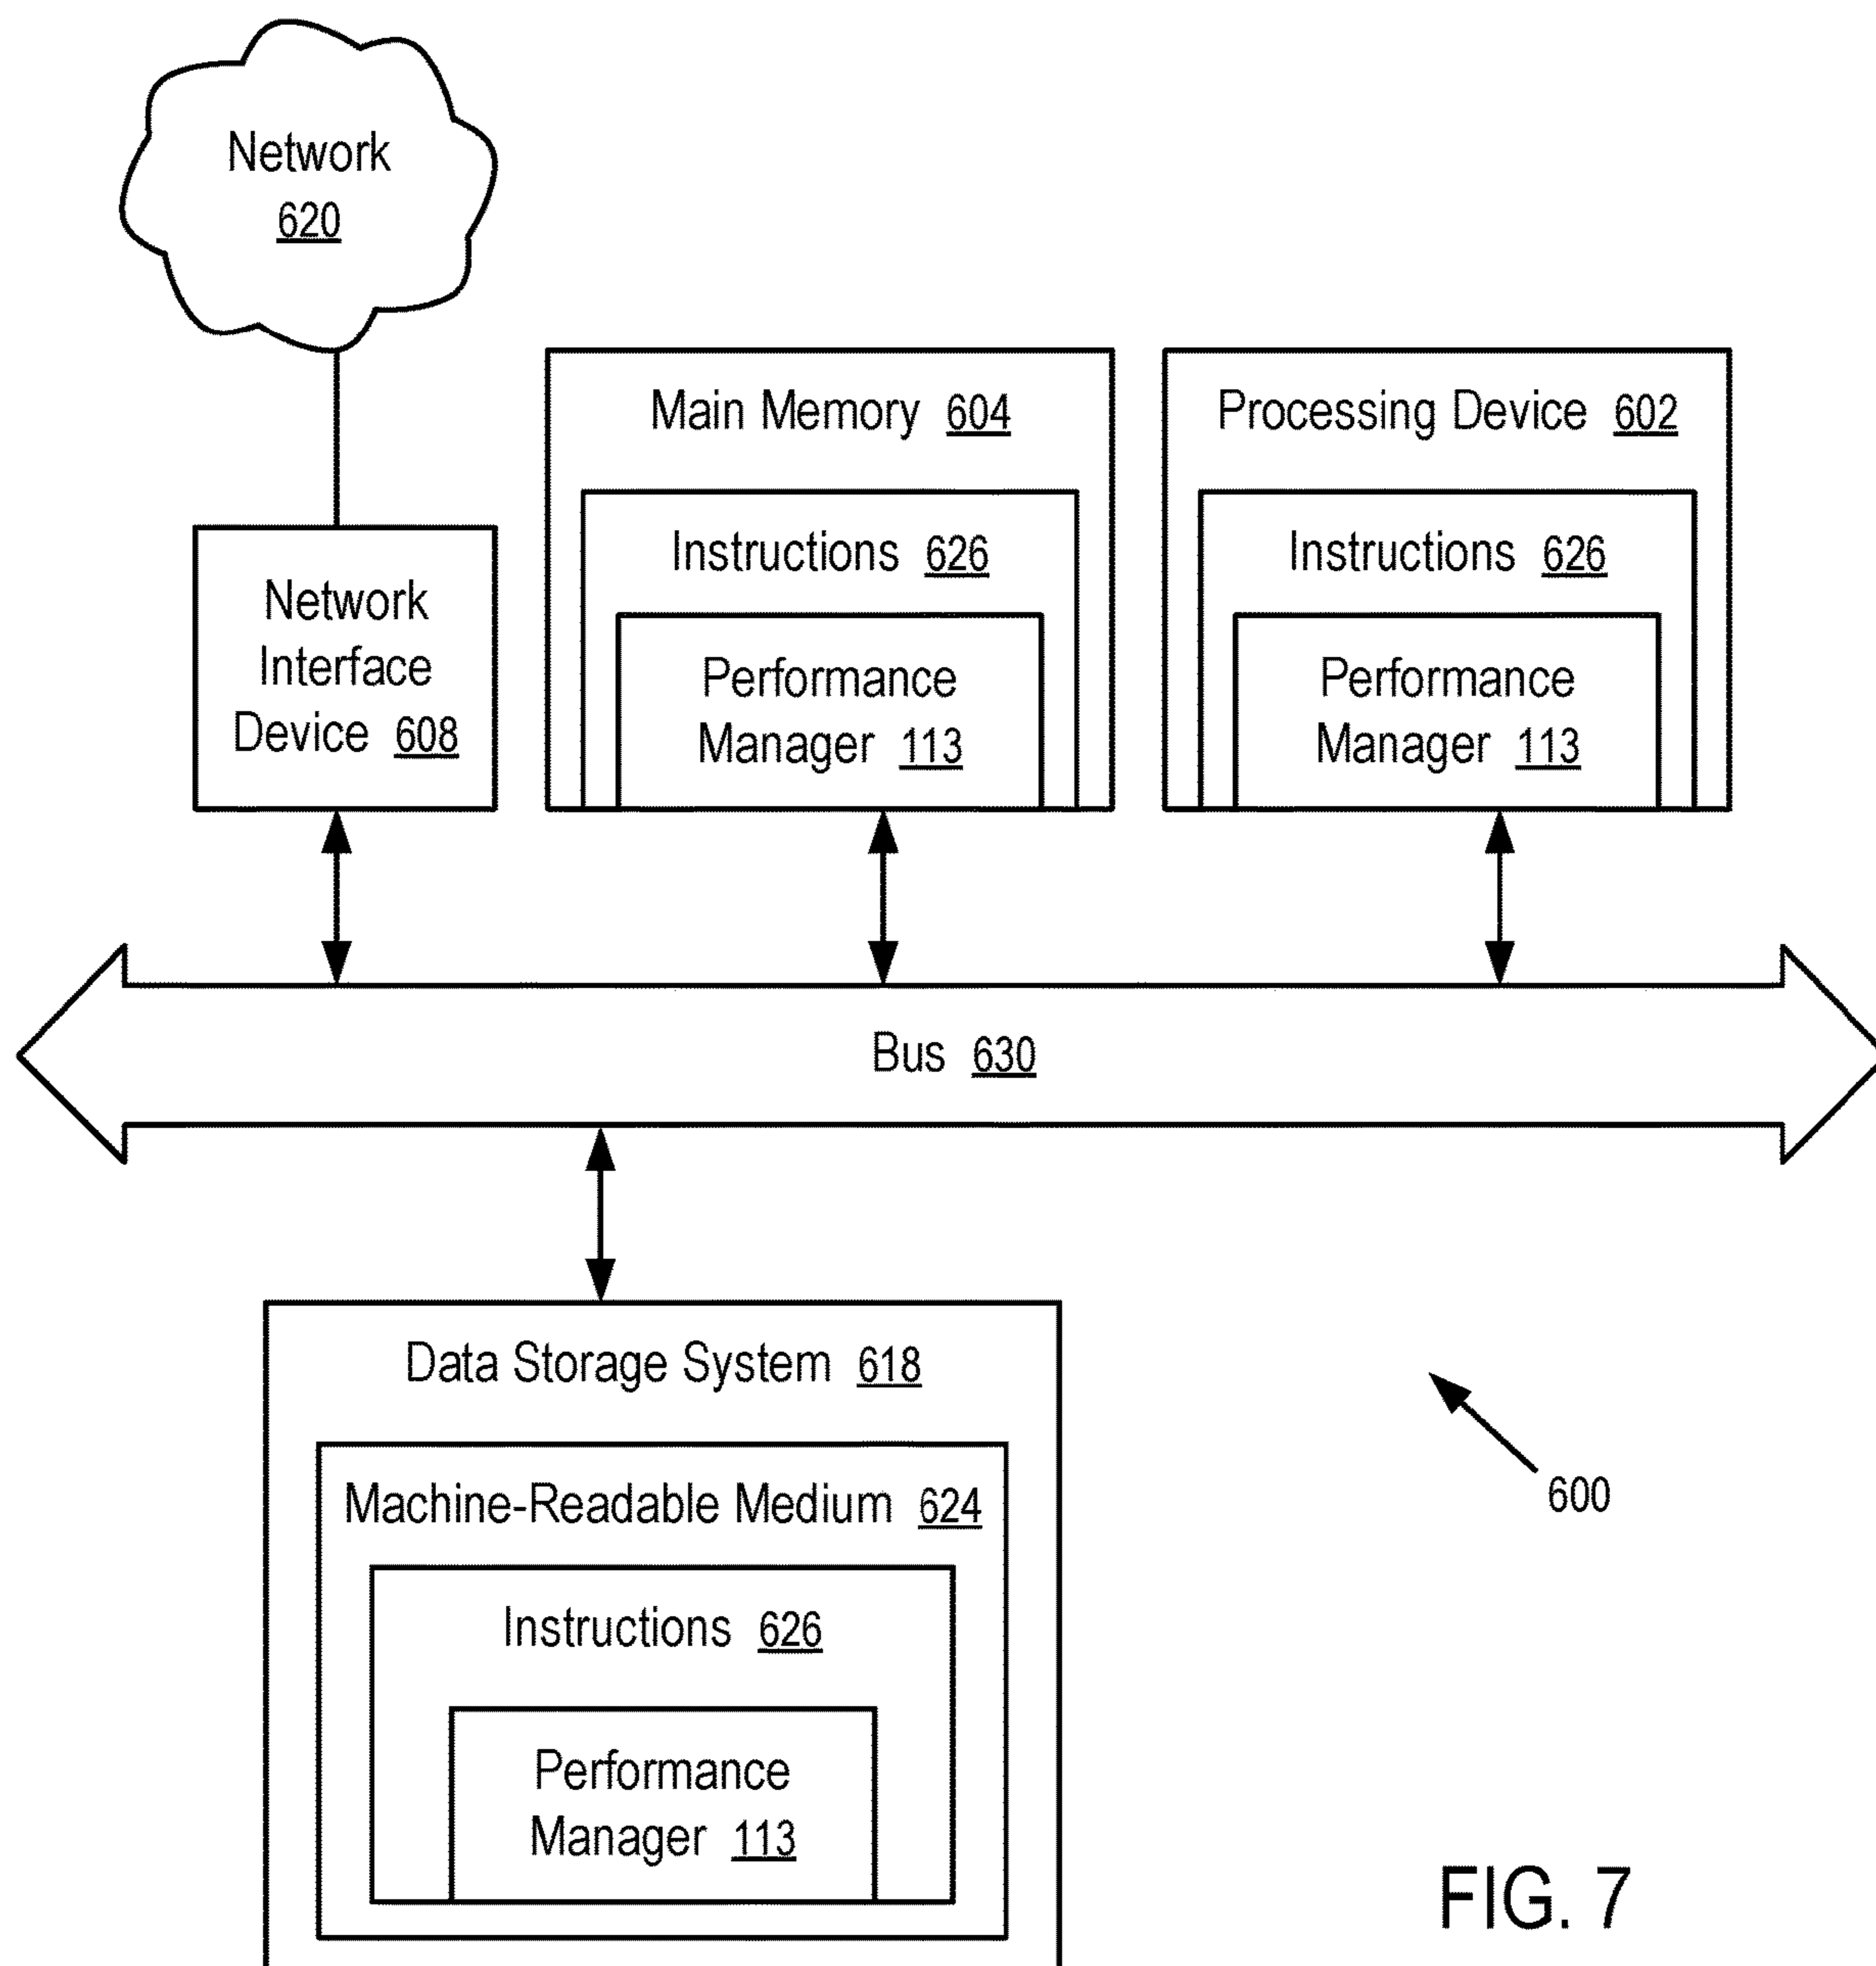 Network
620
Main Memory 604
Processing Device 602
Instructions 626
Instructions 626
Network
Interface
Device 608
Performance
Manager 113
Performance
Manager 113
Bus 630
Data Storage System 618
Machine-Readable Medium 624
600
Instructions 626
Performance
Manager 113
FIG. 7